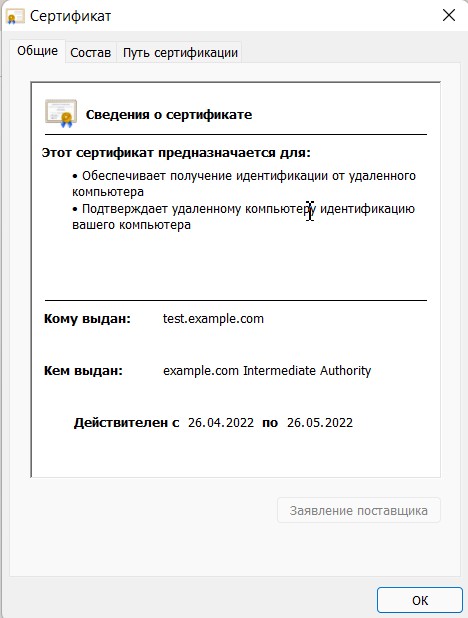 Сертификат
Общие Состав Путь сертификации
Сведения о сертификате
Этот сертификат предназначается для:
• Обеспечивает получение идентификации от удаленного
компьютера
• Подтверждает удаленному компьютеру идентификацию
вашего компьютера
Кому выдан: test.example.com
Кем выдан: example.com Intermediate Authority
Действителен с 26.04.2022 по 26.05.2022
Заявление поставщика
ОК